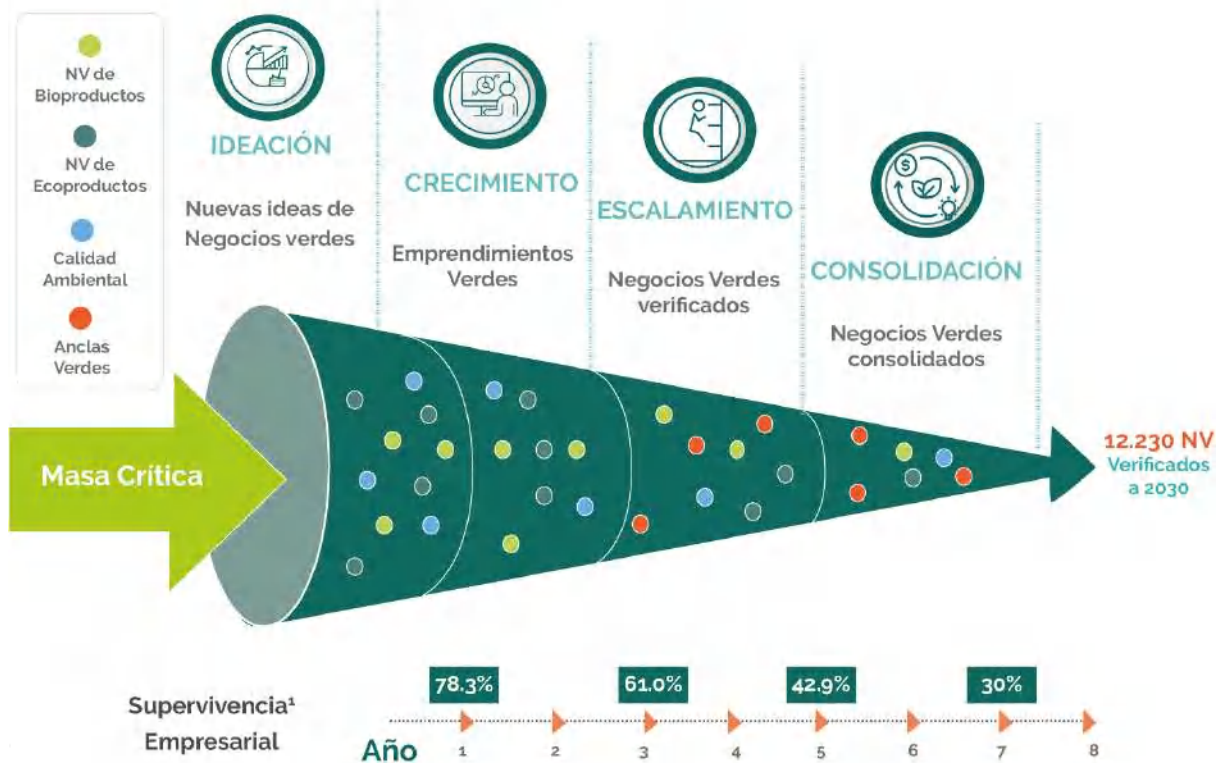 NV de
Bioproductos
NV de
Ecoproductos
Calidad
Ambiental
Anclas
Verdes
IDEACIÓN
Nuevas ideas de
Negocios verdes
CRECIMIENTO
Emprendimientos
Verdes
ESCALAMIENTO
Negocios Verdes
verificados
$
CONSOLIDACIÓN
Negocios Verdes
consolidados
Masa Crítica
12.230 NV
Verificados
a 2030
Supervivencia¹
Empresarial
78.3% 61.0% 42.9% 30%
Año 1 2 3 4 5 6 7 8